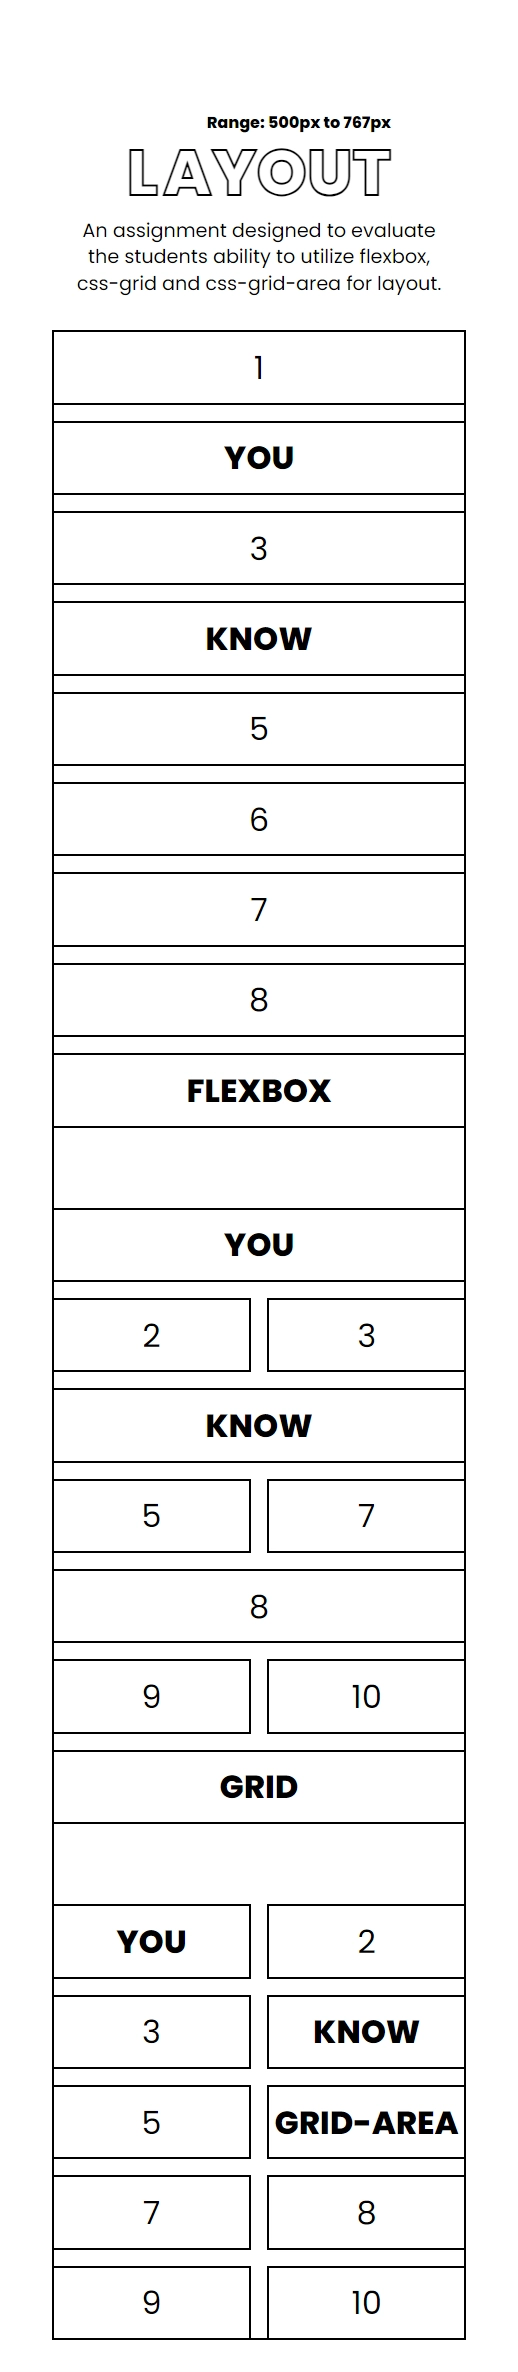 Range: 500px to 767px
LAYOUT
An assignment designed to evaluate
the students ability to utilize flexbox,
css-grid and css-grid-area for layout.
1
YOU
3
KNOW
5
6
7
8
FLEXBOX
YOU
2 3
KNOW
5 7
8
9 10
GRID
YOU 2
3 KNOW
5 GRID-AREA
7 8
9 10